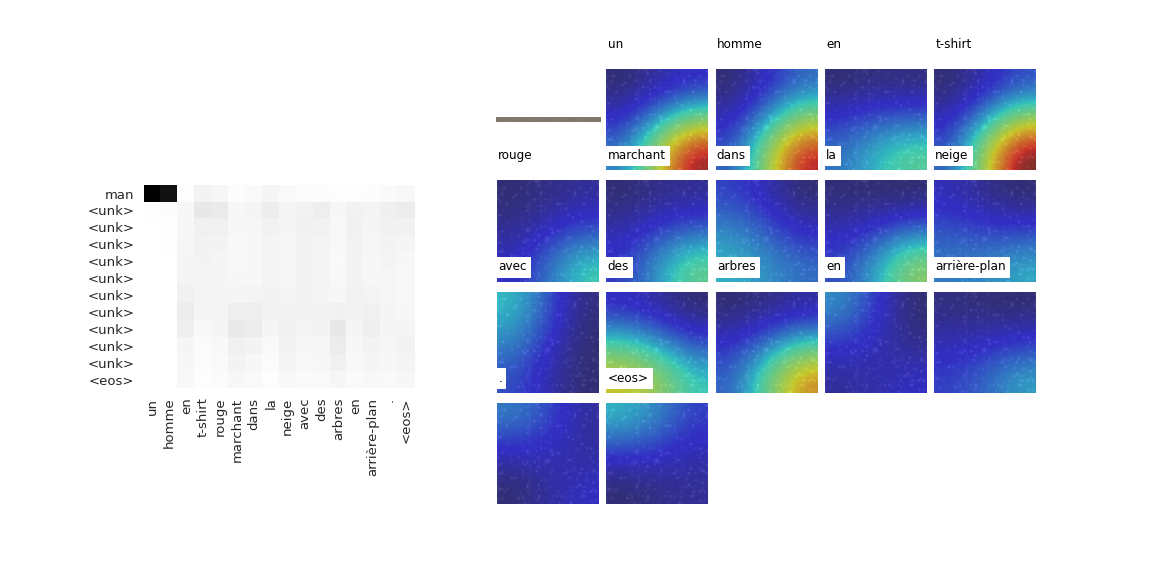 un homme en t-shirt
rouge marchant dans la neige
avec des arbres en arrière-plan
. <eos>
man
<unk>
<unk>
<unk>
<unk>
<unk>
<unk>
<unk>
<unk>
<unk>
<unk>
<eos>
un
homme
en
t-shirt
rouge
marchant
dans
la
neige
avec
des
arbres
en
arrière-plan
.
<eos>